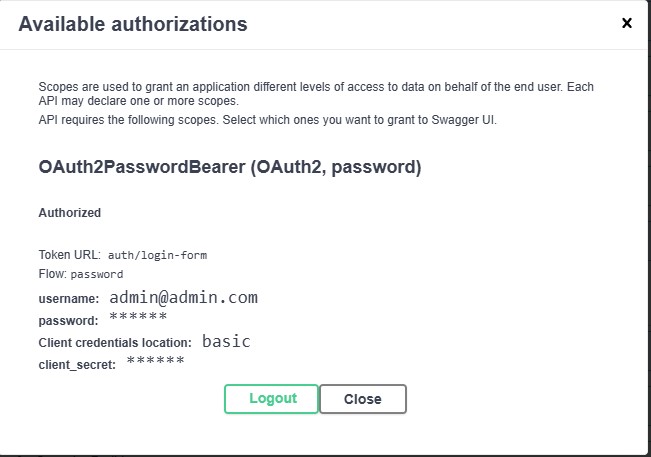 Available authorizations
×
Scopes are used to grant an application different levels of access to data on behalf of the end user. Each
API may declare one or more scopes.
API requires the following scopes. Select which ones you want to grant to Swagger UI.
OAuth2PasswordBearer (OAuth2, password)
Authorized
Token URL: auth/login-form
Flow: password
username: admin@admin.com
password: ******
Client credentials location: basic
client_secret: ******
Logout Close